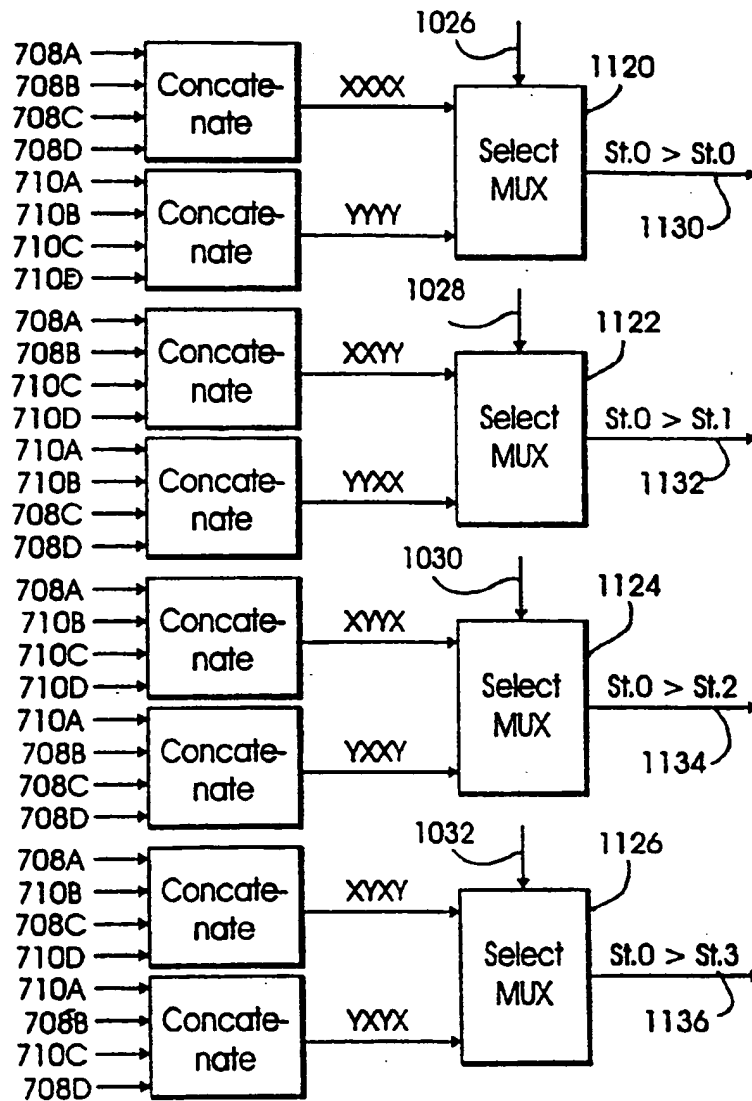 1026
708A
708B
708C
708D
Concate-
nate
XXXX
1120
710A
710B
710C
710D
Concate-
nate
YYYY
Select
MUX
St.0 > St.0
1130
1028
708A
708B
710C
710D
Concate-
nate
XXYY
1122
710A
710B
708C
708D
Concate-
nate
YYXX
Select
MUX
St.0 > St.1
1132
1030
708A
710B
710C
710D
Concate-
nate
XYYX
1124
710A
708B
708C
708D
Concate-
nate
YXXY
Select
MUX
St.0 > St.2
1134
1032
708A
710B
708C
710D
Concate-
nate
XYXY
1126
710A
708B
710C
708D
Concate-
nate
YXYX
Select
MUX
St.0 > St.3
1136